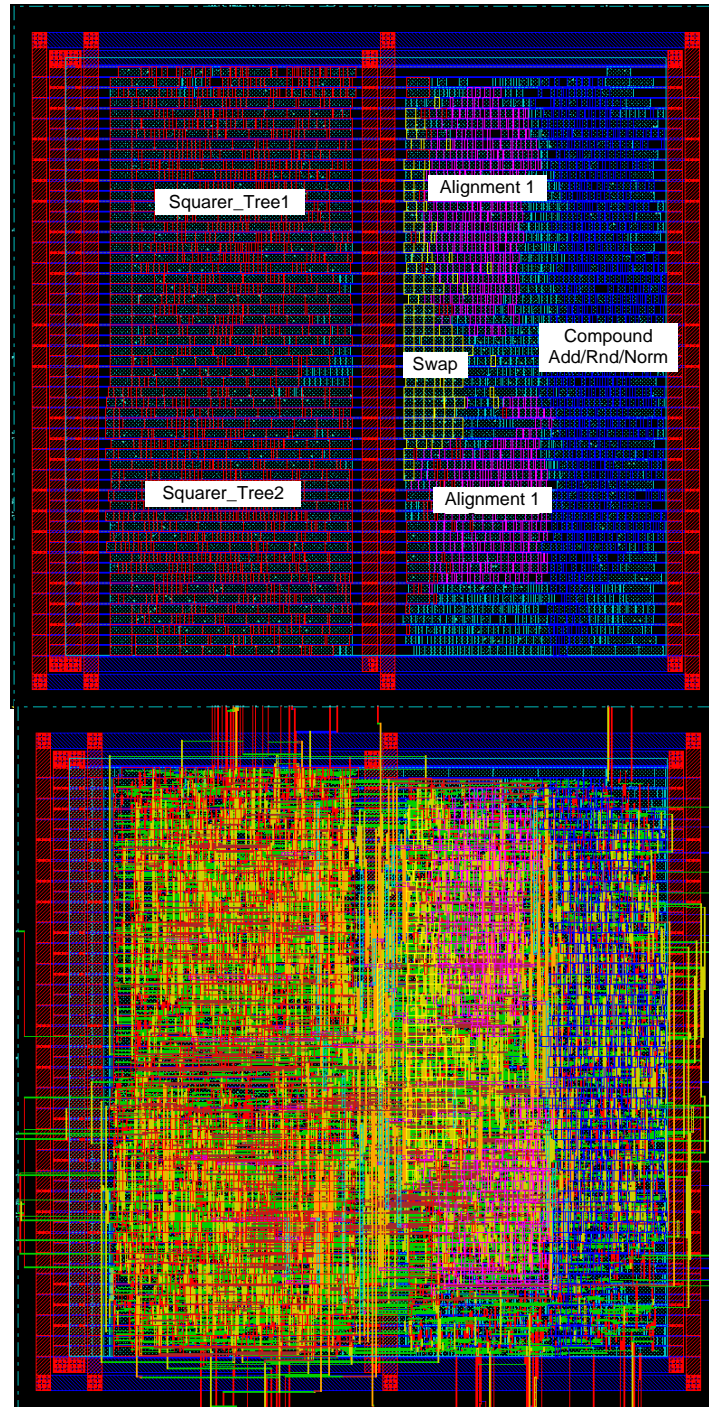 Squarer_Tree1
Alignment 1
Compound
Add/Rnd/Norm
Swap
Squarer_Tree2
Alignment 1